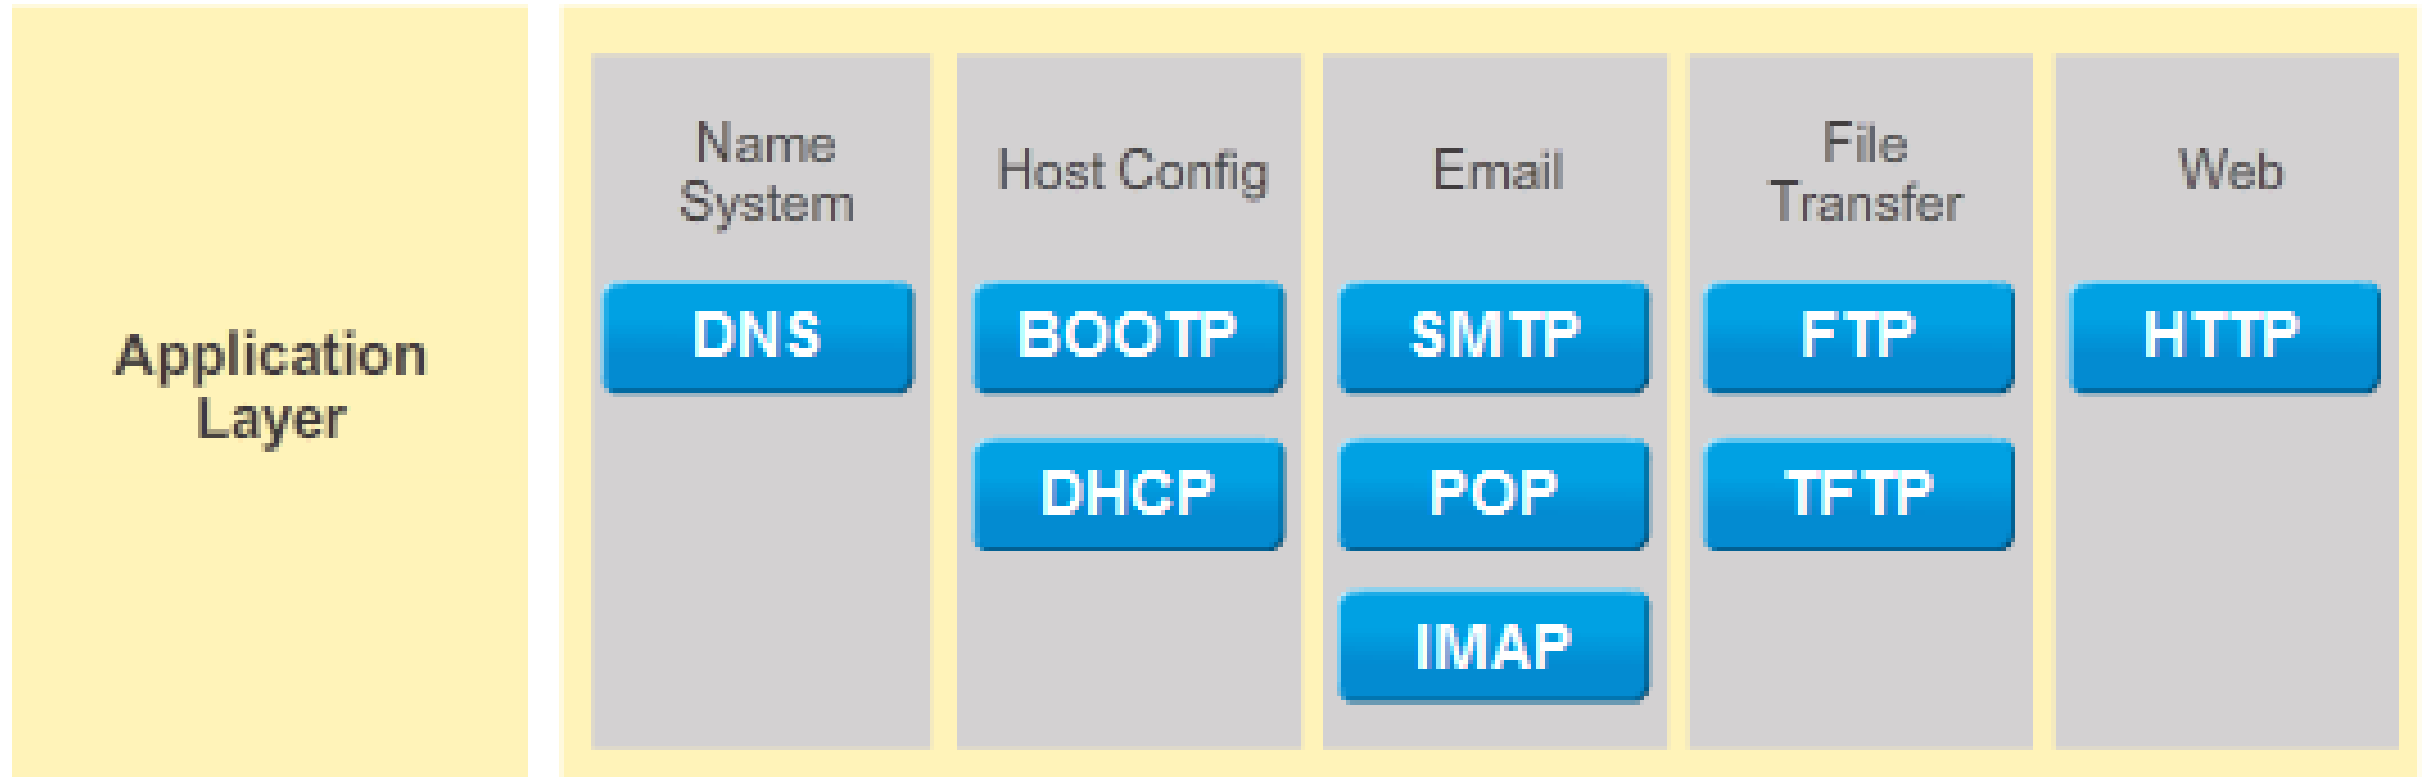 Application
Layer
Name
System
DNS
Host Config
BOOTP
DHCP
Email
SMTP
POP
IMAP
File
Transfer
FTP
TFTP
Web
HTTP